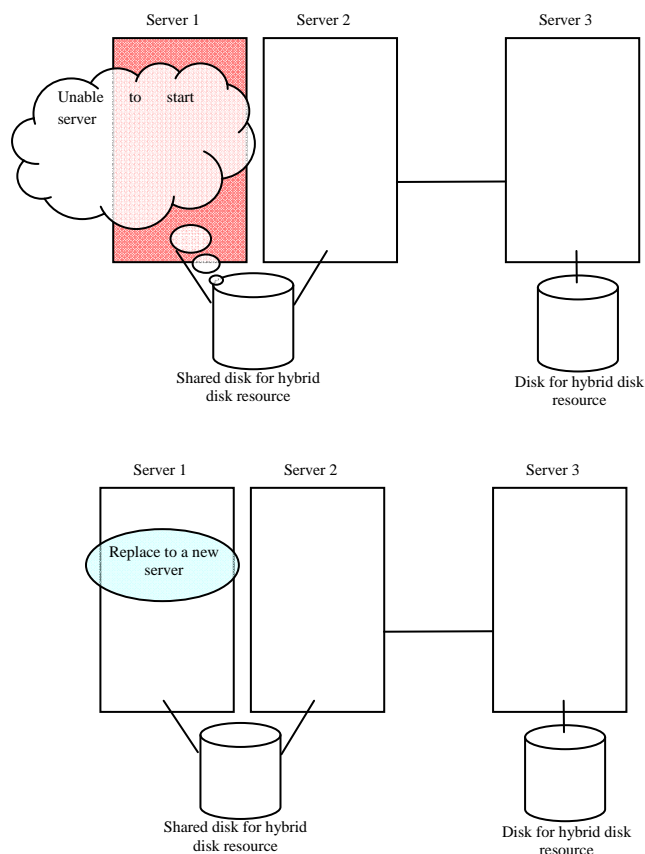 Server 1
Server 2
Server 3
Unable to start
server
Shared disk for hybrid
disk resource
Disk for hybrid disk
resource
Server 1
Server 2
Server 3
Replace to a new
server
Shared disk for hybrid
disk resource
Disk for hybrid disk
resource